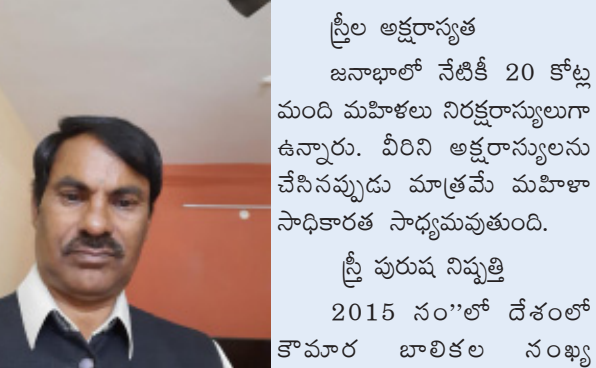 స్త్రీల అక్షరాస్యత
జనాభాలో నేటికీ 20 కోట్ల
మంది మహిళలు నిరక్షరాస్యులుగా
ఉన్నారు. వీరిని అక్షరాస్యులను
చేసినప్పుడు మాత్రమే మహిళా
సాధికారత సాధ్యమవుతుంది.
స్త్రీ పురుష నిష్పత్తి
2015 నం’’లో దేశంలో
కౌమార బాలికల నంఖ్య